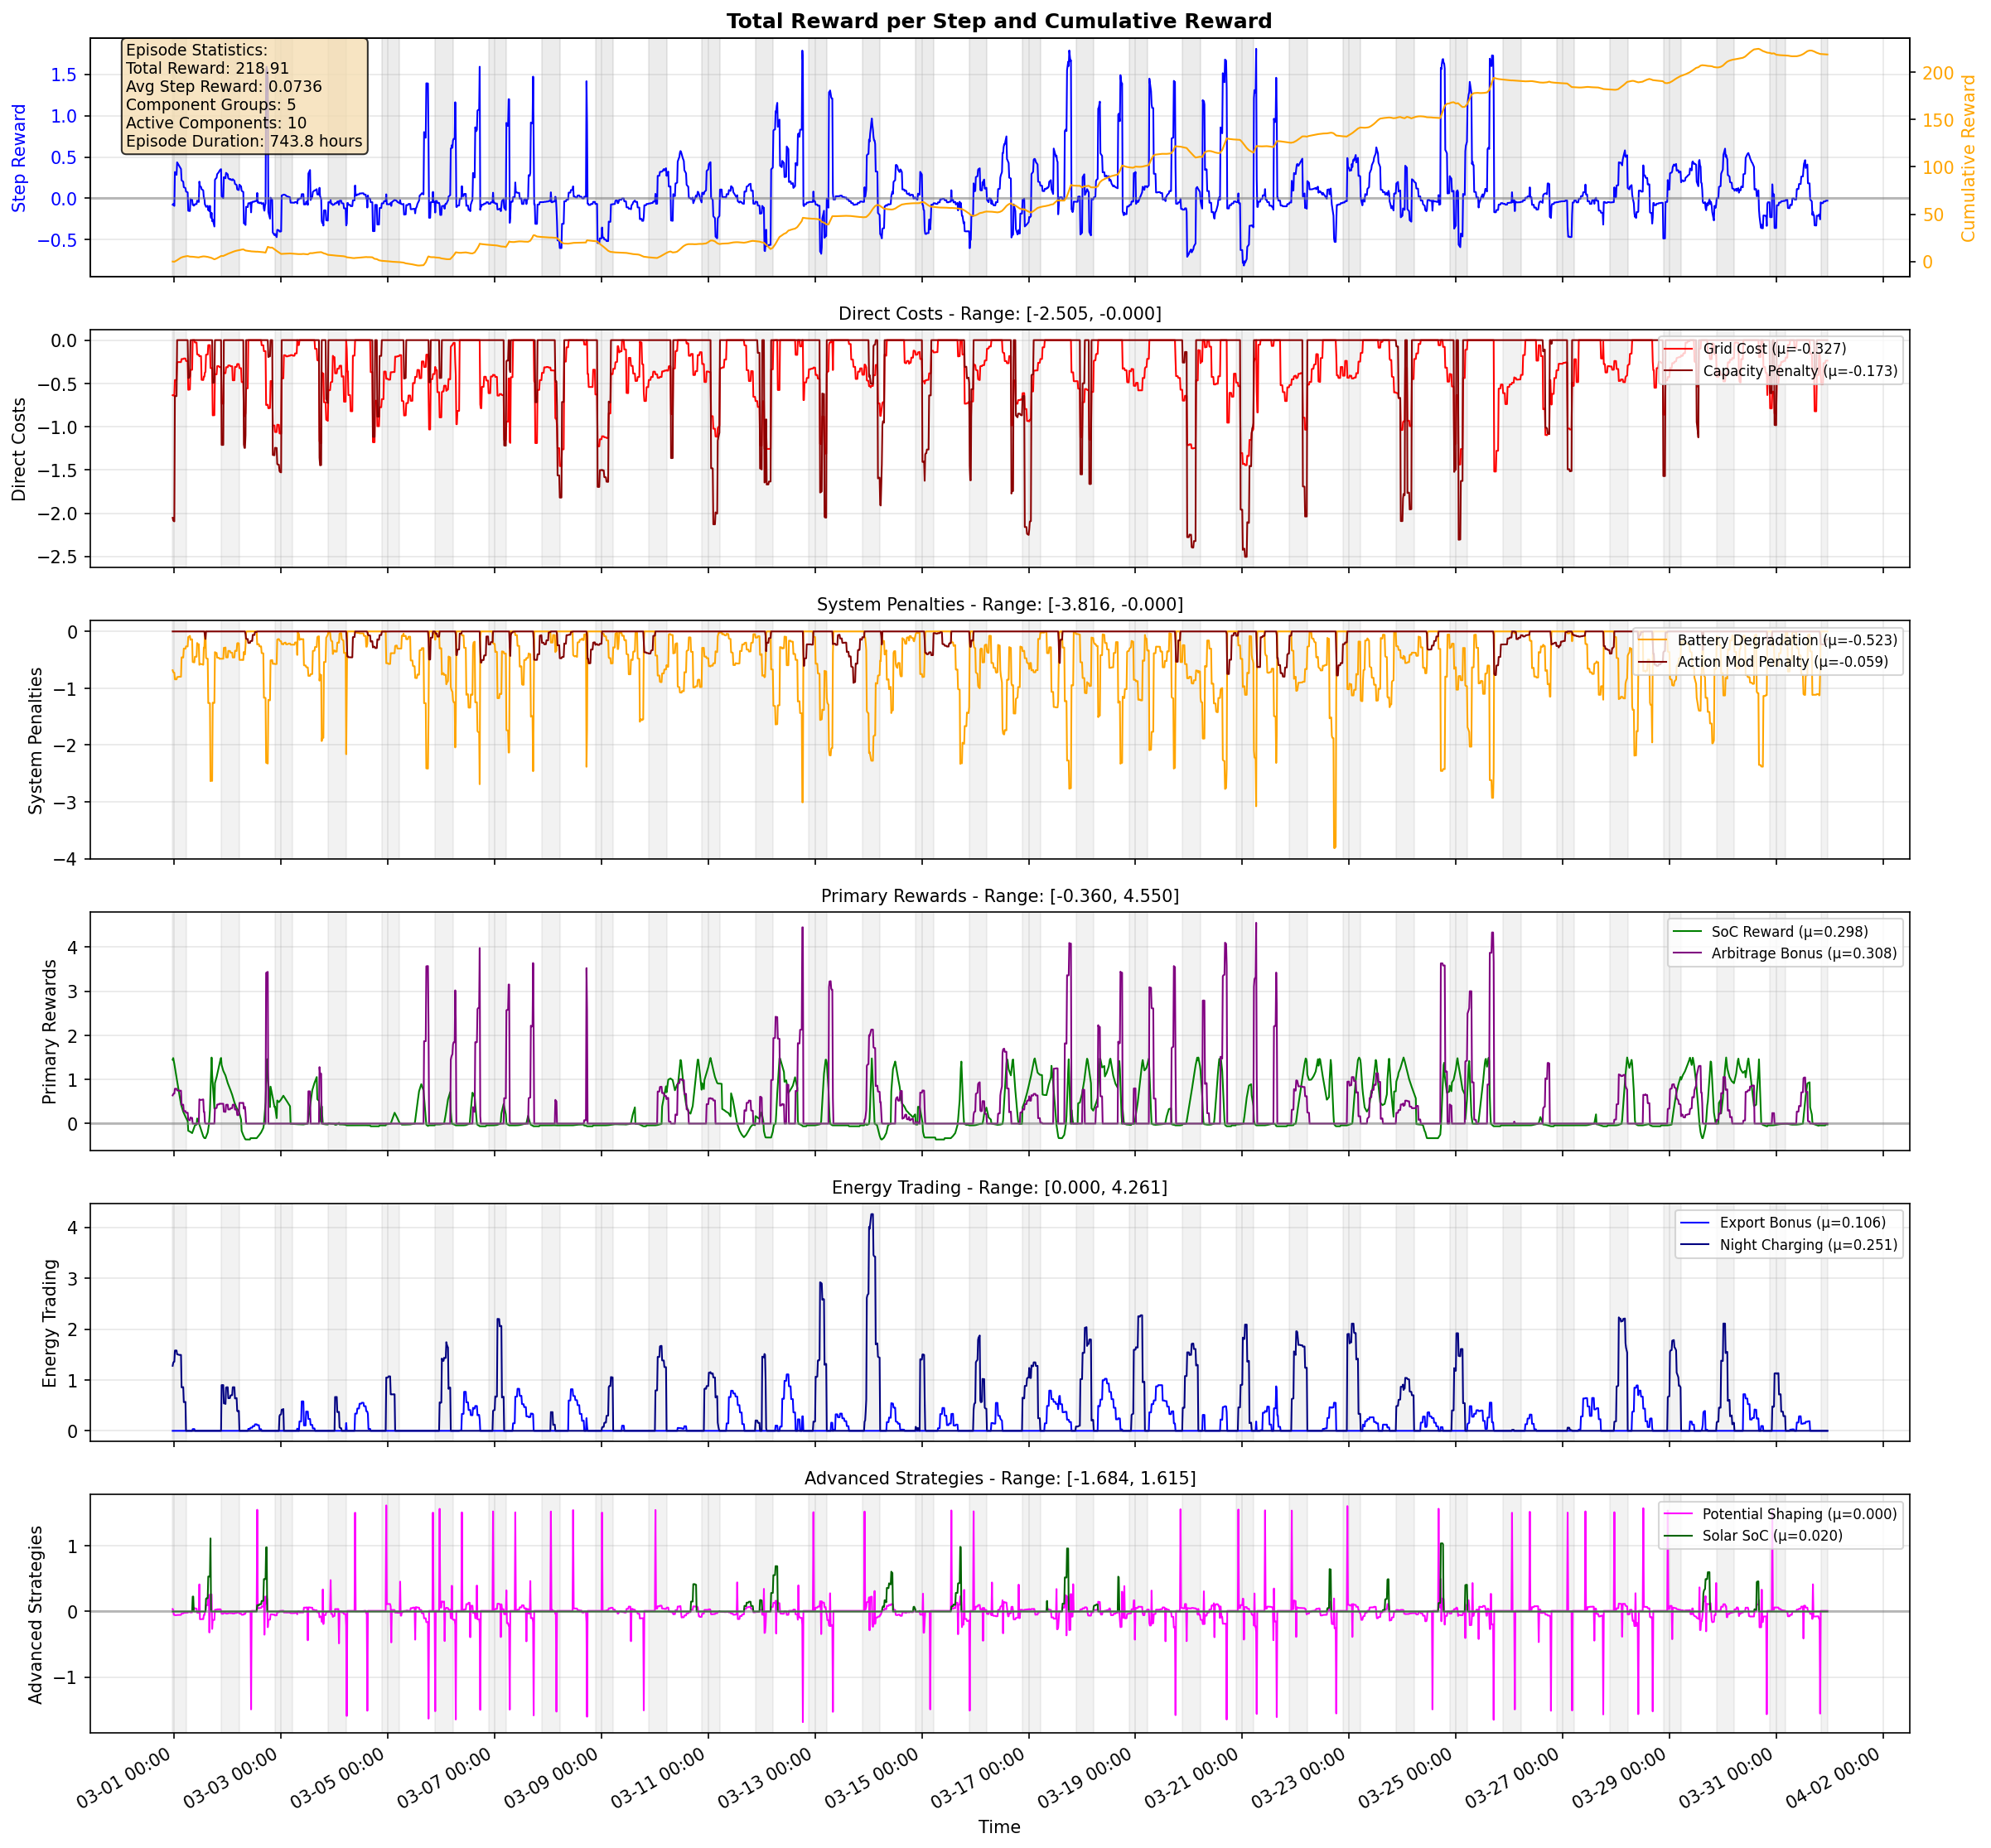 Total Reward per Step and Cumulative Reward
Episode Statistics:
Total Reward: 218.91
Avg Step Reward: 0.0736
Component Groups: 5
Active Components: 10
Episode Duration: 743.8 hours
Step Reward
1.5
1.0
0.5
0.0
−0.5
Cumulative Reward
200
150
100
50
0
Direct Costs - Range: [-2.505, -0.000]
Direct Costs
0.0
−0.5
−1.0
−1.5
−2.0
−2.5
Grid Cost (μ=-0.327)
Capacity Penalty (μ=-0.173)
System Penalties - Range: [-3.816, -0.000]
System Penalties
0
−1
−2
−3
−4
Battery Degradation (μ=-0.523)
Action Mod Penalty (μ=-0.059)
Primary Rewards - Range: [-0.360, 4.550]
Primary Rewards
4
3
2
1
0
SoC Reward (μ=0.298)
Arbitrage Bonus (μ=0.308)
Energy Trading - Range: [0.000, 4.261]
Energy Trading
4
3
2
1
0
Export Bonus (μ=0.106)
Night Charging (μ=0.251)
Advanced Strategies - Range: [-1.684, 1.615]
Advanced Strategies
1
0
−1
Potential Shaping (μ=0.000)
Solar SoC (μ=0.020)
03-01 00:00
03-03 00:00
03-05 00:00
03-07 00:00
03-09 00:00
03-11 00:00
03-13 00:00
03-15 00:00
03-17 00:00
03-19 00:00
03-21 00:00
03-23 00:00
03-25 00:00
03-27 00:00
03-29 00:00
03-31 00:00
04-02 00:00
Time